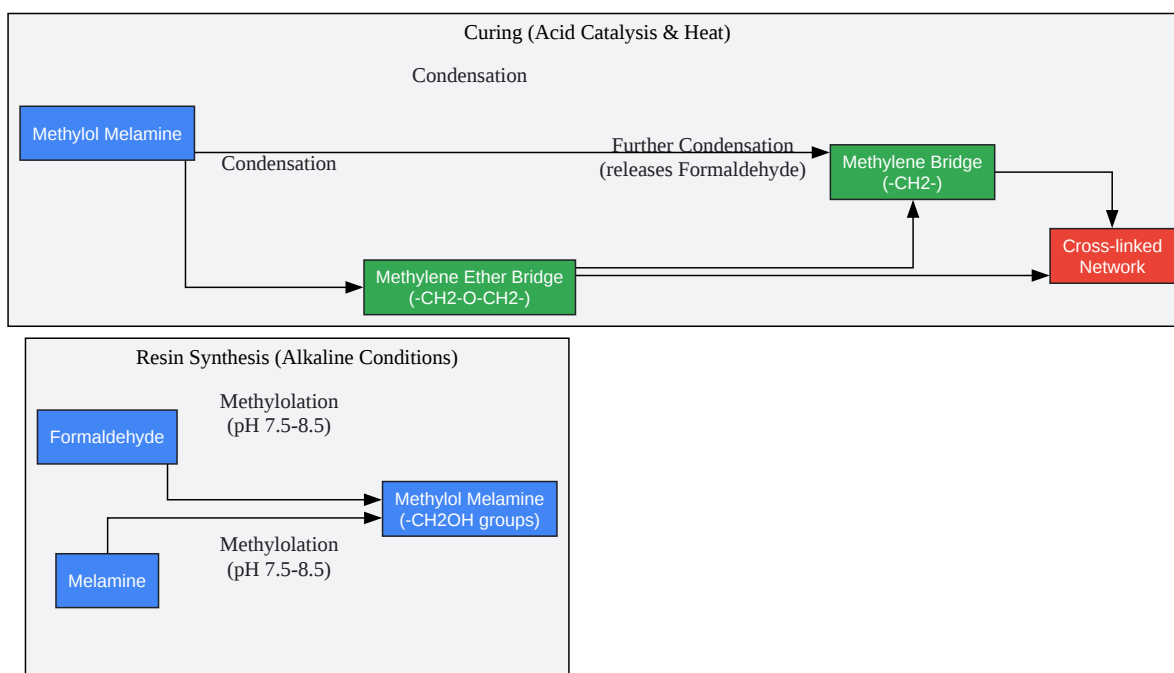 Curing (Acid Catalysis & Heat)
Condensation
Methylol Melamine
Condensation
Further Condensation
(releases Formaldehyde)
Methylene Bridge
(-CH2-)
Cross-linked
Network
Methylene Ether Bridge
(-CH2-O-CH2-)
Resin Synthesis (Alkaline Conditions)
Methylolation
(pH 7.5-8.5)
Formaldehyde
Methylol Melamine
(-CH2OH groups)
Methylolation
(pH 7.5-8.5)
Melamine